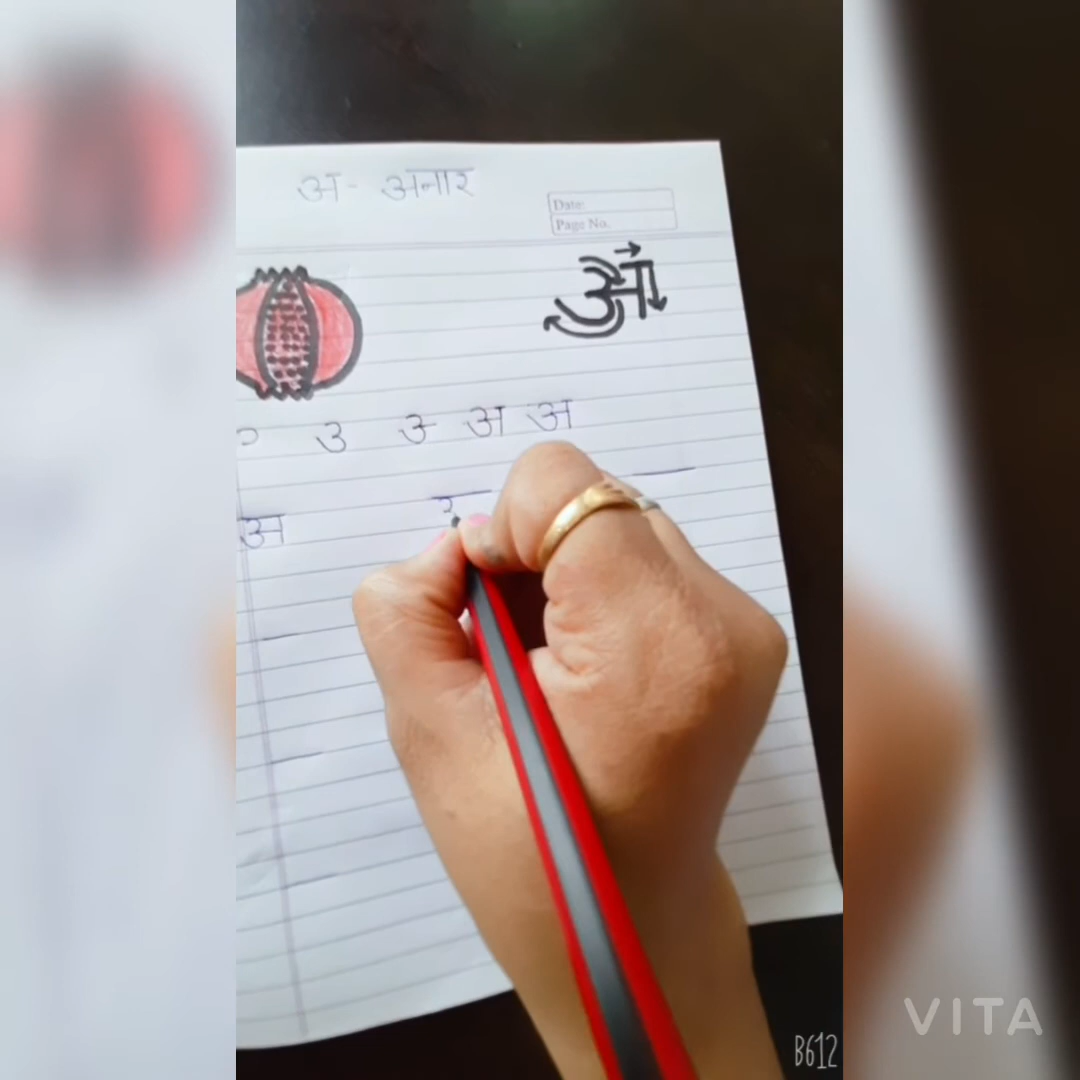 अ - अनार
Date:
Page No.
अ
उ उ अ अ
अ
VITA
B612